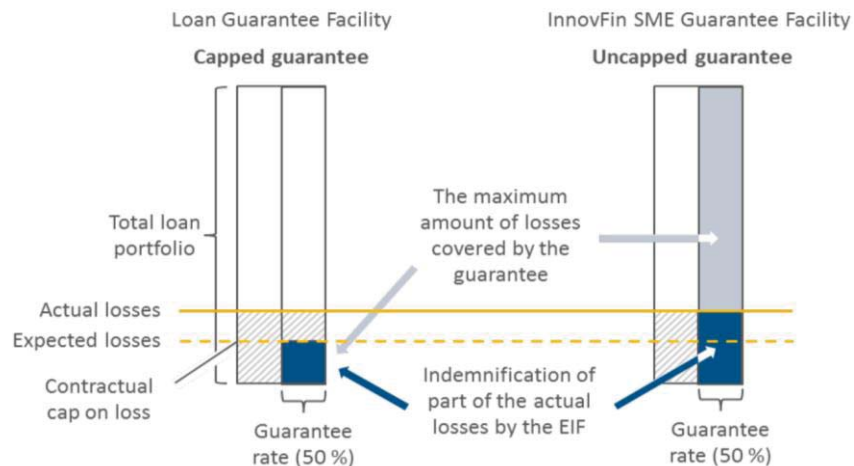 Loan Guarantee Facility
Capped guarantee
InnovFin SME Guarantee Facility
Uncapped guarantee
Total loan
portfolio
The maximum
amount of losses
covered by the
guarantee
Actual losses
Expected losses
Contractual
cap on loss
Indemnification of
part of the actual
losses by the EIF
Guarantee
rate (50 %)
Guarantee
rate (50 %)